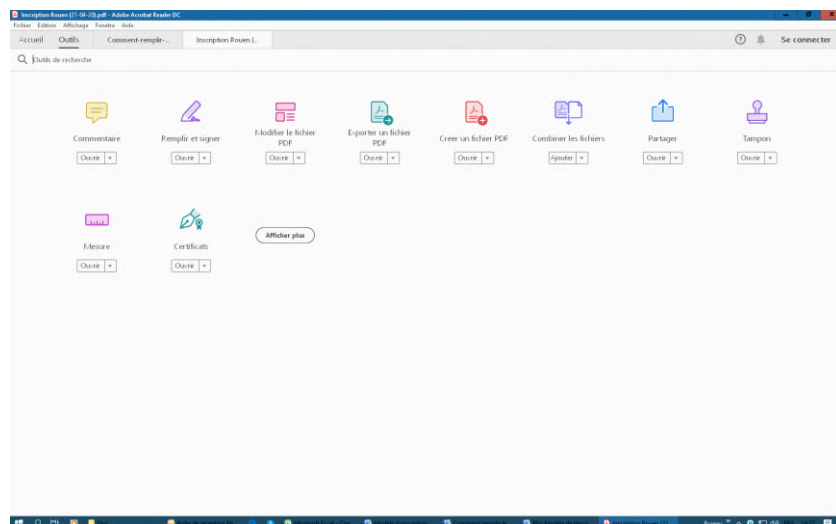 Inscription Rouen (21-04-20).pdf - Adobe Acrobat Reader DC
Fichier Edition Affichage Fenêtre Aide
Accueil Outils Comment-remplir-... Inscription Rouen (... Se connecter
Outils de recherche
Commentaire Remplir et signer Modifier le fichier PDF Exporter un fichier PDF Créer un fichier PDF Combiner les fichiers Partager Tampon
Ouvrir Ouvrir Ouvrir Ouvrir Ouvrir Ajouter Ouvrir Ouvrir
Mesure Certificats Afficher plus
Ouvrir Ouvrir